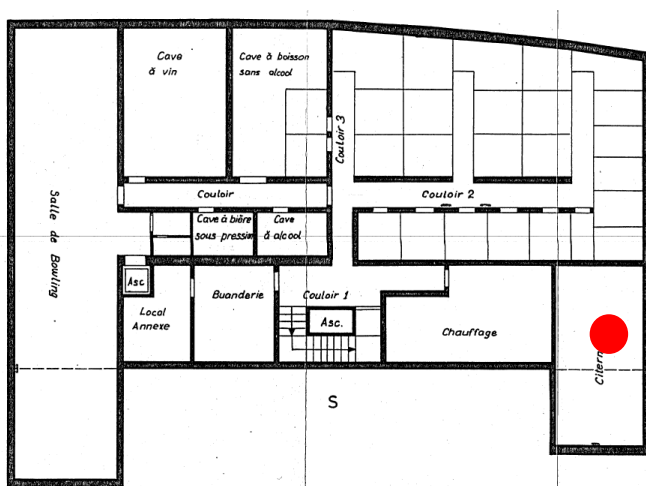 Cave
à vin
Cave à boisson
sans alcool
Couloir 3
Couloir
Couloir 2
Salle de Bowling
Cave à bière
sous pression
Cave
à alcool
Asc
Local
Annexe
Buanderie
Couloir 1
Asc.
Chauffage
S